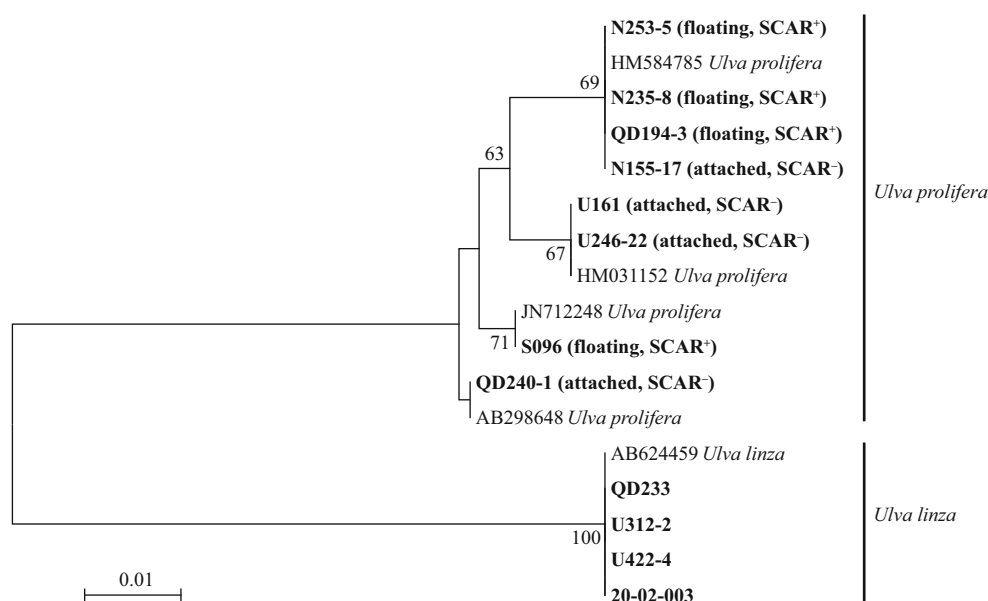 N253-5 (floating, SCAR⁺)
HM584785 Ulva prolifera
69
N235-8 (floating, SCAR⁺)
QD194-3 (floating, SCAR⁺)
63
N155-17 (attached, SCAR⁻)
Ulva prolifera
U161 (attached, SCAR⁻)
U246-22 (attached, SCAR⁻)
67
HM031152 Ulva prolifera
JN712248 Ulva prolifera
71
S096 (floating, SCAR⁺)
QD240-1 (attached, SCAR⁻)
AB298648 Ulva prolifera
AB624459 Ulva linza
QD233
Ulva linza
U312-2
100
U422-4
0.01
20-02-003